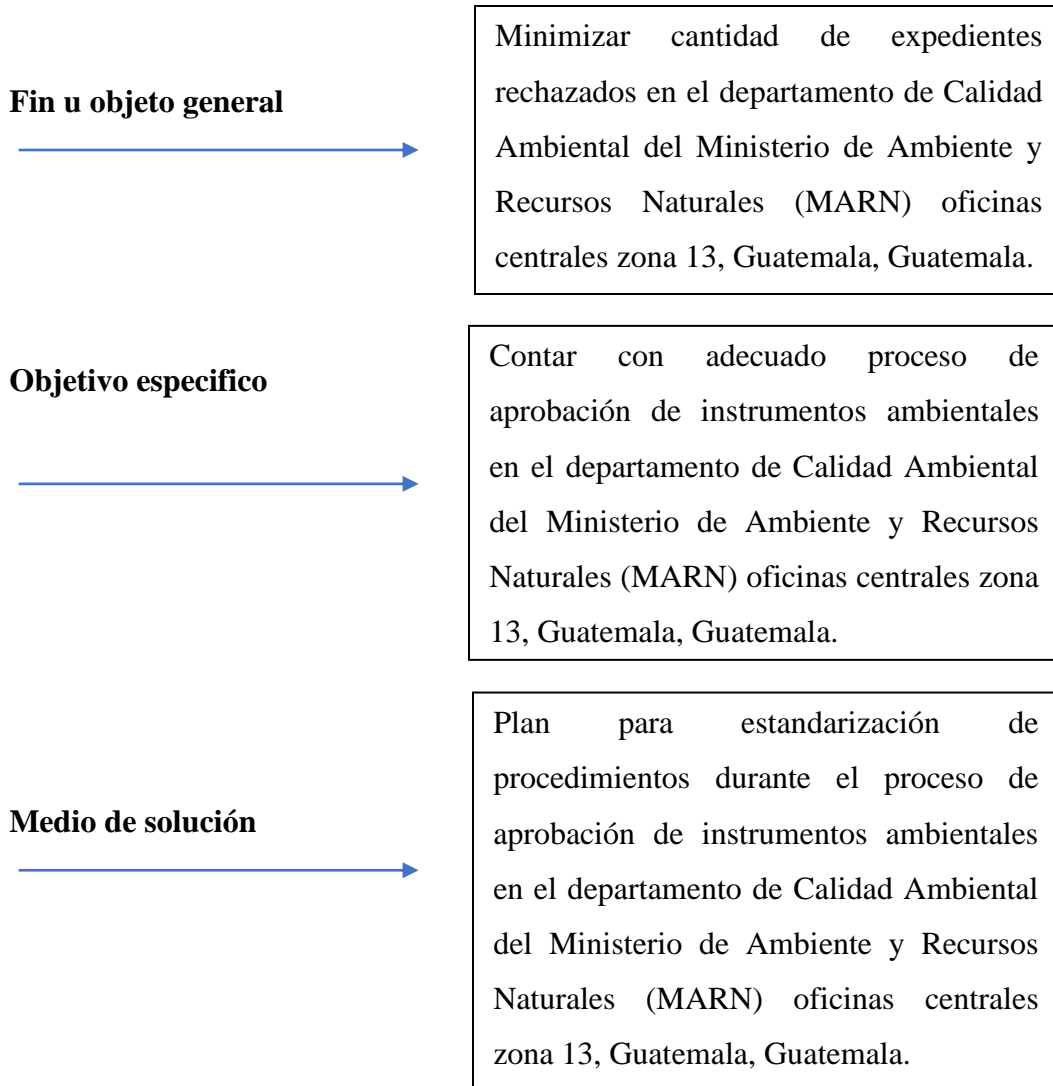 Fin u objeto general
Minimizar cantidad de expedientes
rechazados en el departamento de Calidad
Ambiental del Ministerio de Ambiente y
Recursos Naturales (MARN) oficinas
centrales zona 13, Guatemala, Guatemala.
Objetivo especifico
Contar con adecuado proceso de
aprobación de instrumentos ambientales
en el departamento de Calidad Ambiental
del Ministerio de Ambiente y Recursos
Naturales (MARN) oficinas centrales zona
13, Guatemala, Guatemala.
Medio de solución
Plan para estandarización de
procedimientos durante el proceso de
aprobación de instrumentos ambientales
en el departamento de Calidad Ambiental
del Ministerio de Ambiente y Recursos
Naturales (MARN) oficinas centrales
zona 13, Guatemala, Guatemala.